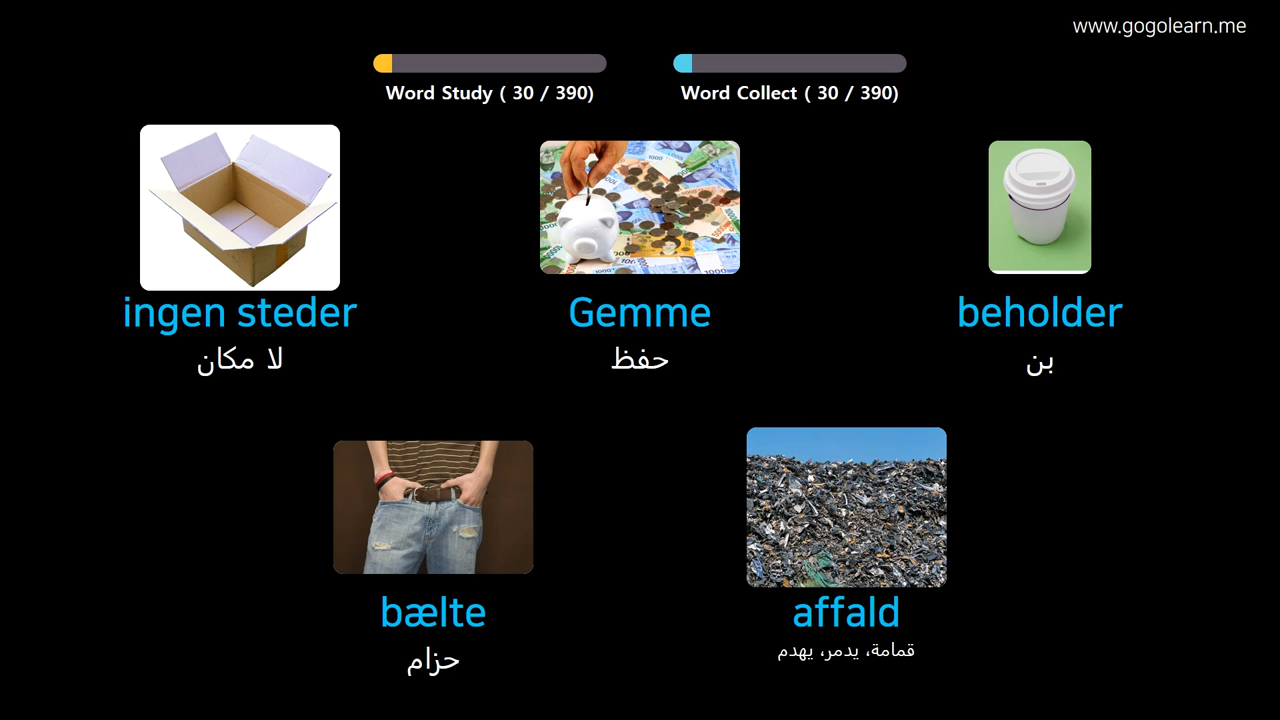 www.gogolearn.me
Word Study ( 30 / 390)
Word Collect ( 30 / 390)
ingen steder
لا مكان
Gemme
حفظ
beholder
بن
bælte
حزام
affald
قمامة، يدمر، يهدم